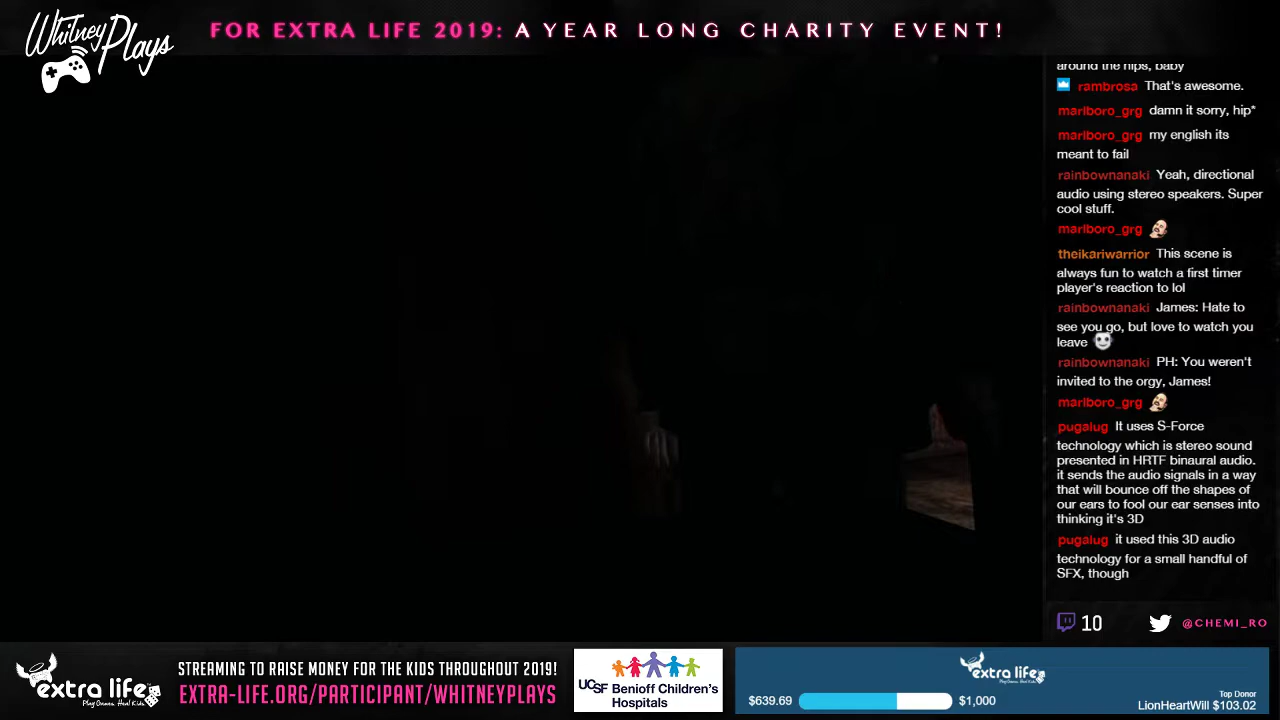 Whitney Plays
FOR EXTRA LIFE 2019: A YEAR LONG CHARITY EVENT!
around the hips, baby
rambrosa That's awesome.
marlboro_grg damn it sorry, hip*
marlboro_grg my english its
meant to fail
rainbownanaki Yeah, directional
audio using stereo speakers. Super
cool stuff.
marlboro_grg
theikariwarrior This scene is
always fun to watch a first timer
player's reaction to lol
rainbownanaki James: Hate to
see you go, but love to watch you
leave
rainbownanaki PH: You weren't
invited to the orgy, James!
marlboro_grg
pugalug It uses S-Force
technology which is stereo sound
presented in HRTF binaural audio.
it sends the audio signals in a way
that will bounce off the shapes of
our ears to fool our ear senses into
thinking it's 3D
pugalug it used this 3D audio
technology for a small handful of
SFX, though
10
@CHEMI_RO
extra life
Play Games. Heal Kids.
STREAMING TO RAISE MONEY FOR THE KIDS THROUGHOUT 2019!
EXTRA-LIFE.ORG/PARTICIPANT/WHITNEYPLAYS
UCSF Benioff Children's
Hospitals
extra life
Play Games. Heal Kids.
$639.69
$1,000
Top Donor
LionHeartWill $103.02